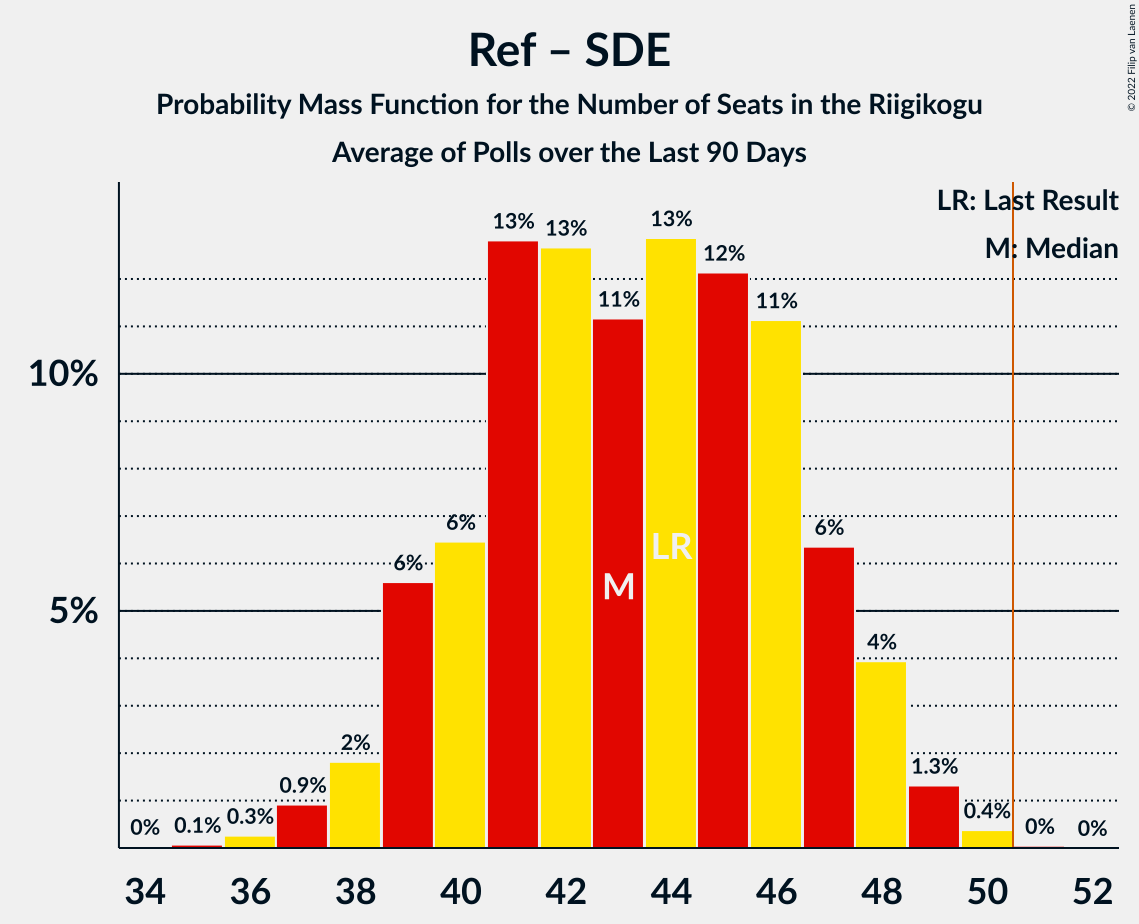 Ref – SDE
Probability Mass Function for the Number of Seats in the Riigikogu
Average of Polls over the Last 90 Days
© 2022 Filip van Laenen
LR: Last Result
M: Median
10%
5%
0% 0.1% 0.3% 0.9% 2% 6% 6% 13% 13% 11% 13% 12% 11% 6% 4% 1.3% 0.4% 0% 0%
M LR
34 36 38 40 42 44 46 48 50 52